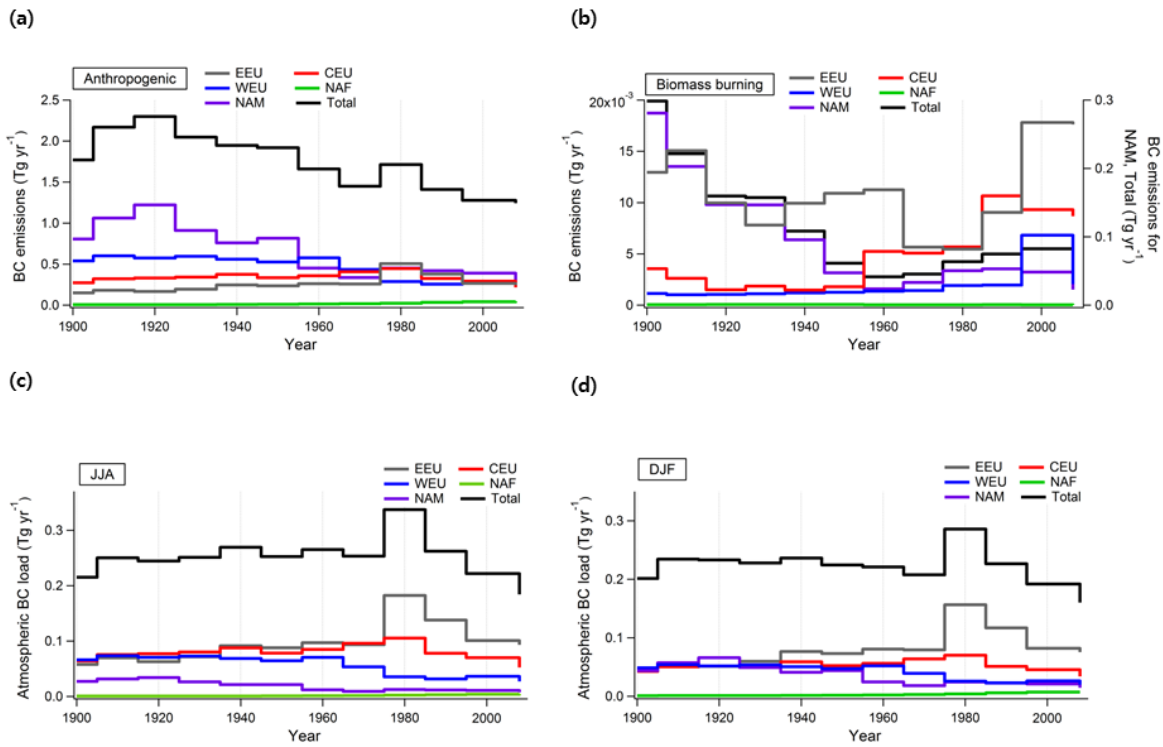 (a)
Anthropogenic
EEU
CEU
WEU
NAF
NAM
Total
BC emissions (Tg yr-1)
2.5
2.0
1.5
1.0
0.5
0.0
1900
1920
1940
1960
1980
2000
Year
(b)
Biomass burning
EEU
CEU
WEU
NAF
NAM
Total
BC emissions (Tg yr-1)
20x10-3
15
10
5
0
0.3
0.2
0.1
0.0
BC emissions for
NAM, Total (Tg yr-1)
1900
1920
1940
1960
1980
2000
Year
(c)
JJA
EEU
CEU
WEU
NAF
NAM
Total
Atmospheric BC load (Tg yr-1)
0.3
0.2
0.1
0.0
1900
1920
1940
1960
1980
2000
Year
(d)
DJF
EEU
CEU
WEU
NAF
NAM
Total
Atmospheric BC load (Tg yr-1)
0.3
0.2
0.1
0.0
1900
1920
1940
1960
1980
2000
Year